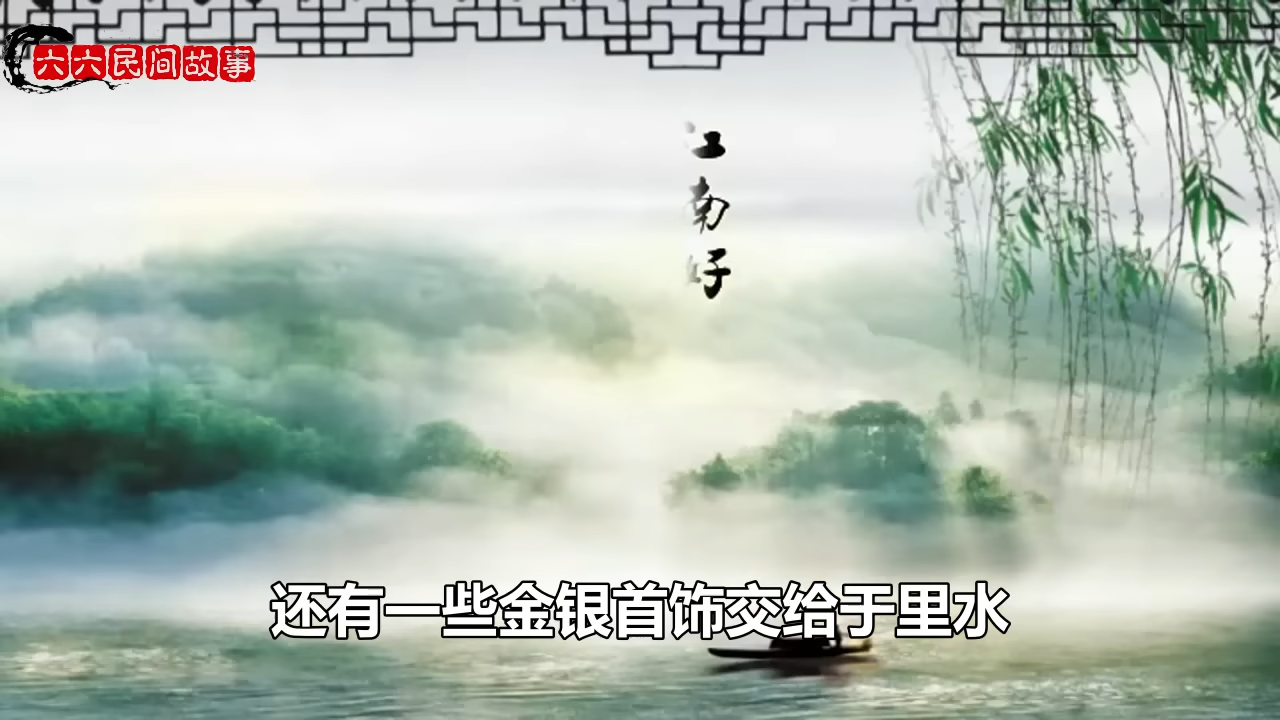 六六民间故事
江南好
还有一些金银首饰交给于里水